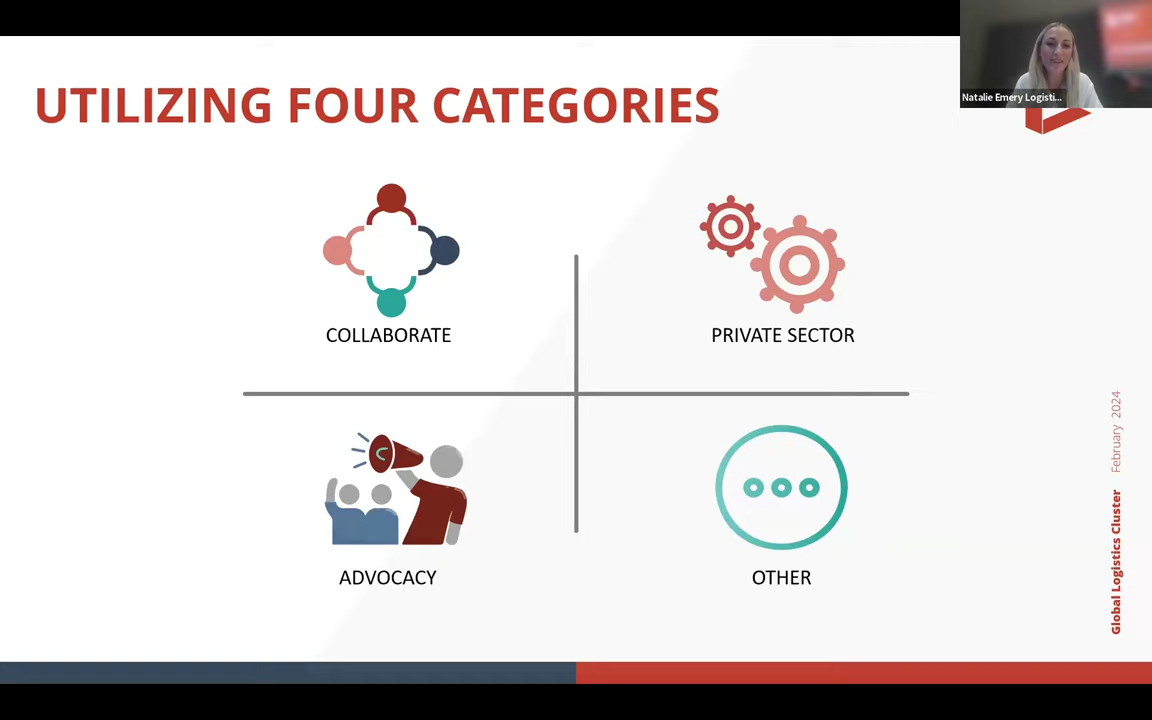 UTILIZING FOUR CATEGORIES
Natalie Emery Logisti...
COLLABORATE
PRIVATE SECTOR
ADVOCACY
OTHER
Global Logistics Cluster February 2024